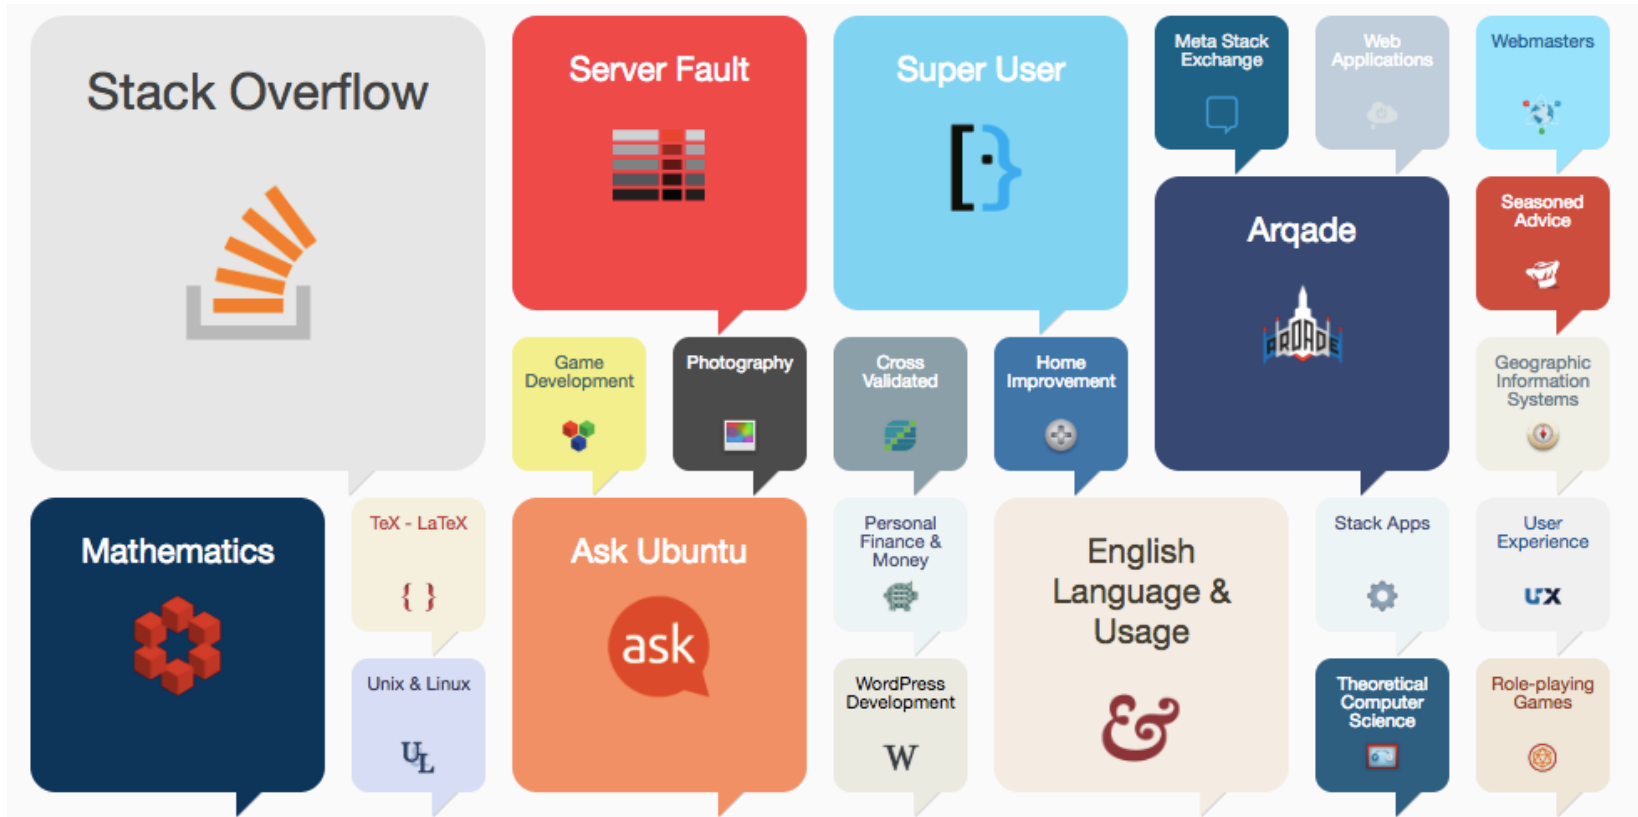 Stack Overflow
Server Fault
Super User
Meta Stack
Exchange
Web
Applications
Webmasters
Arqade
ARQADE
Seasoned
Advice
Game
Development
Photography
Cross
Validated
Home
Improvement
Geographic
Information
Systems
Mathematics
TeX - LaTeX
{ }
Ask Ubuntu
ask
Personal
Finance &
Money
English
Language &
Usage
&
Stack Apps
User
Experience
UX
Unix & Linux
UL
WordPress
Development
W
Theoretical
Computer
Science
Role-playing
Games